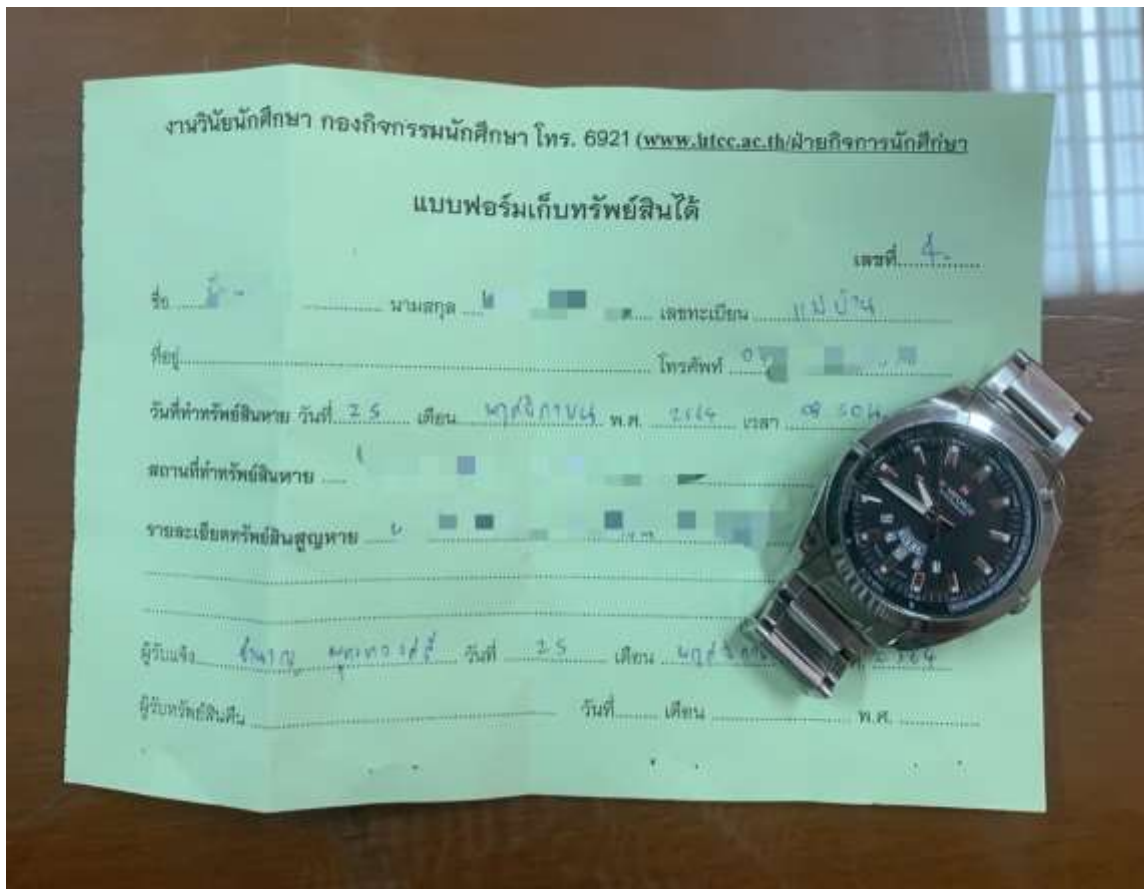 งานวินัยนักศึกษา กองกิจกรรมนักศึกษา โทร. 6921 (www.htcc.ac.th/ฝ่ายกิจการนักศึกษา
แบบฟอร์มเก็บทรัพย์สินได้
เลขที่ 4.
ชื่อ นามสกุล เลขทะเบียน แม่บ้าน
ที่อยู่ โทรศัพท์
วันที่ทำทรัพย์สินหาย วันที่ 25 เดือน พฤศจิกายน พ.ศ. 2564 เวลา
สถานที่ทำทรัพย์สินหาย
รายละเอียดทรัพย์สินสูญหาย
ผู้รับแจ้ง วันที่ 25 เดือน 2564
ผู้รับทรัพย์สินคืน วันที่ เดือน พ.ศ.